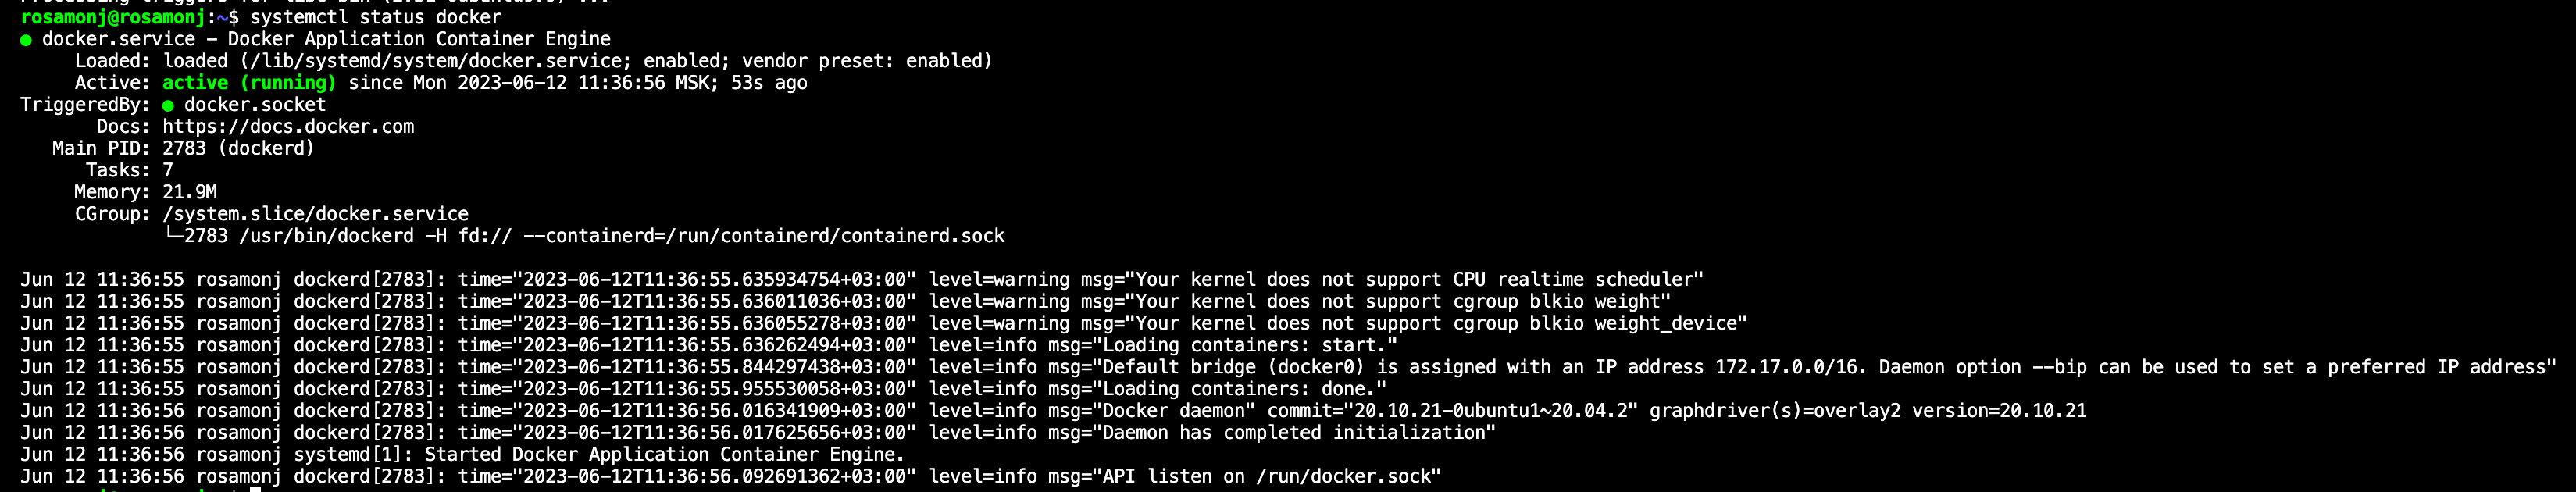 Processing triggers for libc-bin (2.31-0ubuntu9.9) ...
rosamonj@rosamonj:~$ systemctl status docker
● docker.service - Docker Application Container Engine
     Loaded: loaded (/lib/systemd/system/docker.service; enabled; vendor preset: enabled)
     Active: active (running) since Mon 2023-06-12 11:36:56 MSK; 53s ago
TriggeredBy: ● docker.socket
       Docs: https://docs.docker.com
   Main PID: 2783 (dockerd)
      Tasks: 7
     Memory: 21.9M
     CGroup: /system.slice/docker.service
             └─2783 /usr/bin/dockerd -H fd:// --containerd=/run/containerd/containerd.sock
Jun 12 11:36:55 rosamonj dockerd[2783]: time="2023-06-12T11:36:55.635934754+03:00" level=warning msg="Your kernel does not support CPU realtime scheduler"
Jun 12 11:36:55 rosamonj dockerd[2783]: time="2023-06-12T11:36:55.636011036+03:00" level=warning msg="Your kernel does not support cgroup blkio weight"
Jun 12 11:36:55 rosamonj dockerd[2783]: time="2023-06-12T11:36:55.636055278+03:00" level=warning msg="Your kernel does not support cgroup blkio weight_device"
Jun 12 11:36:55 rosamonj dockerd[2783]: time="2023-06-12T11:36:55.636262494+03:00" level=info msg="Loading containers: start."
Jun 12 11:36:55 rosamonj dockerd[2783]: time="2023-06-12T11:36:55.844297438+03:00" level=info msg="Default bridge (docker0) is assigned with an IP address 172.17.0.0/16. Daemon option --bip can be used to set a preferred IP address"
Jun 12 11:36:55 rosamonj dockerd[2783]: time="2023-06-12T11:36:55.955530058+03:00" level=info msg="Loading containers: done."
Jun 12 11:36:56 rosamonj dockerd[2783]: time="2023-06-12T11:36:56.016341909+03:00" level=info msg="Docker daemon" commit="20.10.21-0ubuntu1~20.04.2" graphdriver(s)=overlay2 version=20.10.21
Jun 12 11:36:56 rosamonj dockerd[2783]: time="2023-06-12T11:36:56.017625656+03:00" level=info msg="Daemon has completed initialization"
Jun 12 11:36:56 rosamonj systemd[1]: Started Docker Application Container Engine.
Jun 12 11:36:56 rosamonj dockerd[2783]: time="2023-06-12T11:36:56.092691362+03:00" level=info msg="API listen on /run/docker.sock"